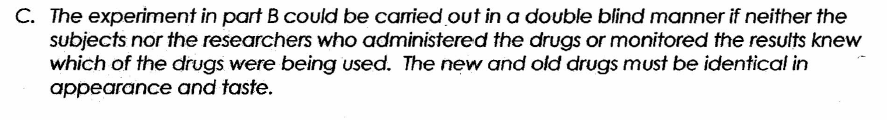 C. The experiment in part B could be carried out in a double blind manner if neither the
subjects nor the researchers who administered the drugs or monitored the results knew
which of the drugs were being used. The new and old drugs must be identical in
appearance and taste.